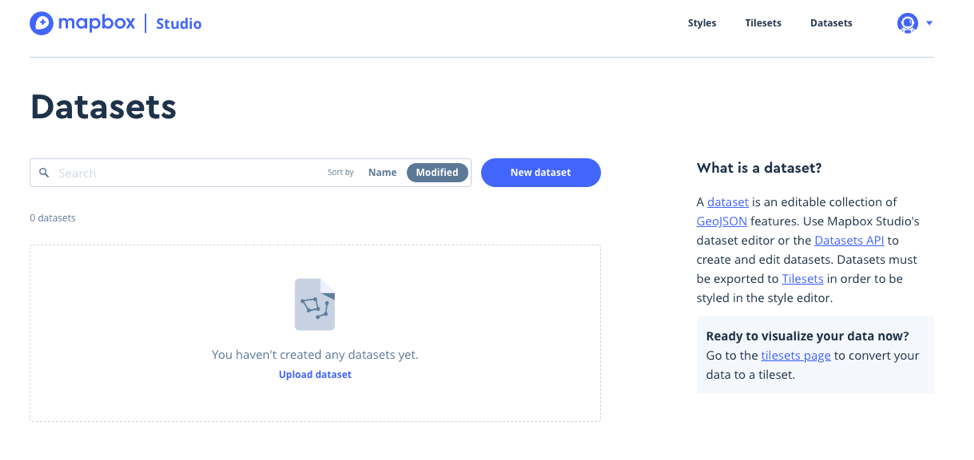 mapbox | Studio
Styles Tilesets Datasets
Datasets
Search Sort by Name Modified New dataset
0 datasets
You haven't created any datasets yet.
Upload dataset
What is a dataset?
A dataset is an editable collection of
GeoJSON features. Use Mapbox Studio's
dataset editor or the Datasets API to
create and edit datasets. Datasets must
be exported to Tilesets in order to be
styled in the style editor.
Ready to visualize your data now?
Go to the tilesets page to convert your
data to a tileset.